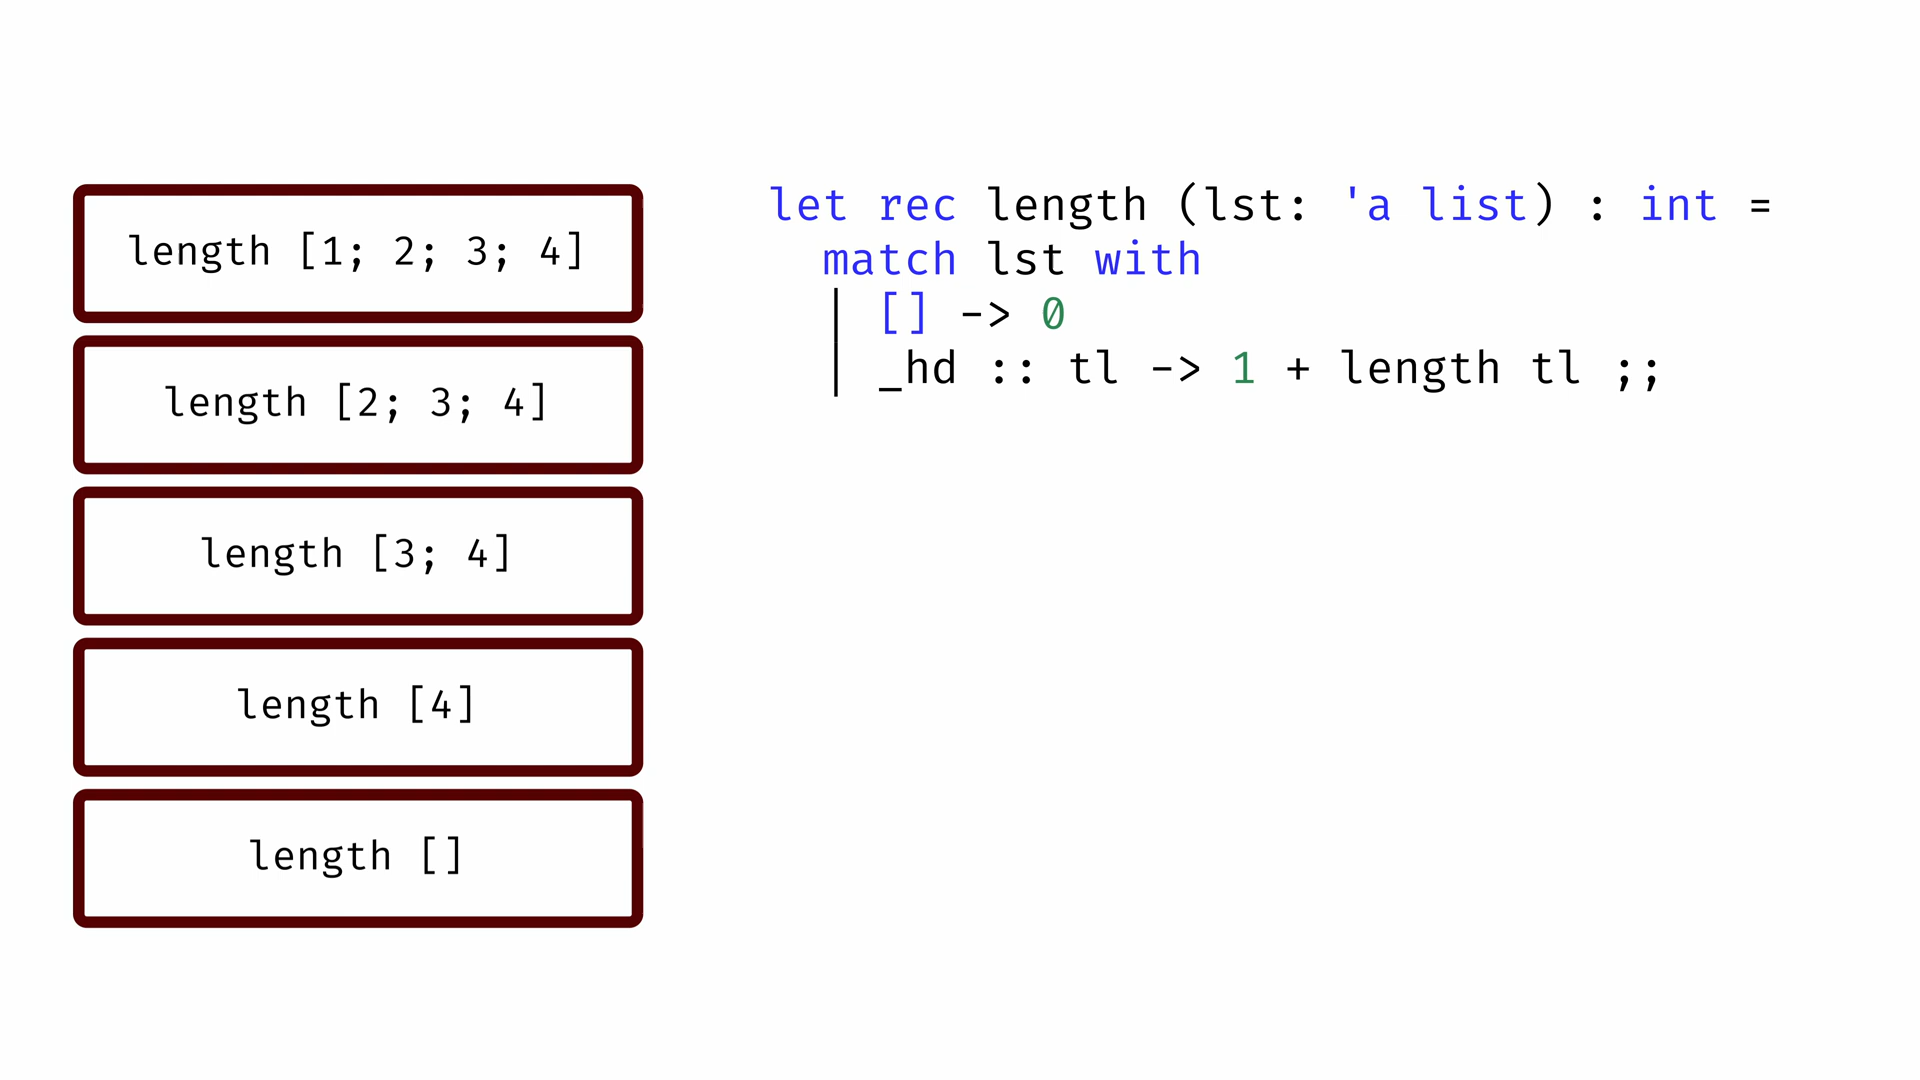 length [1; 2; 3; 4]
length [2; 3; 4]
length [3; 4]
length [4]
length []
let rec length (lst: 'a list) : int =
  match lst with
  | [] -> 0
  | _hd :: tl -> 1 + length tl ;;